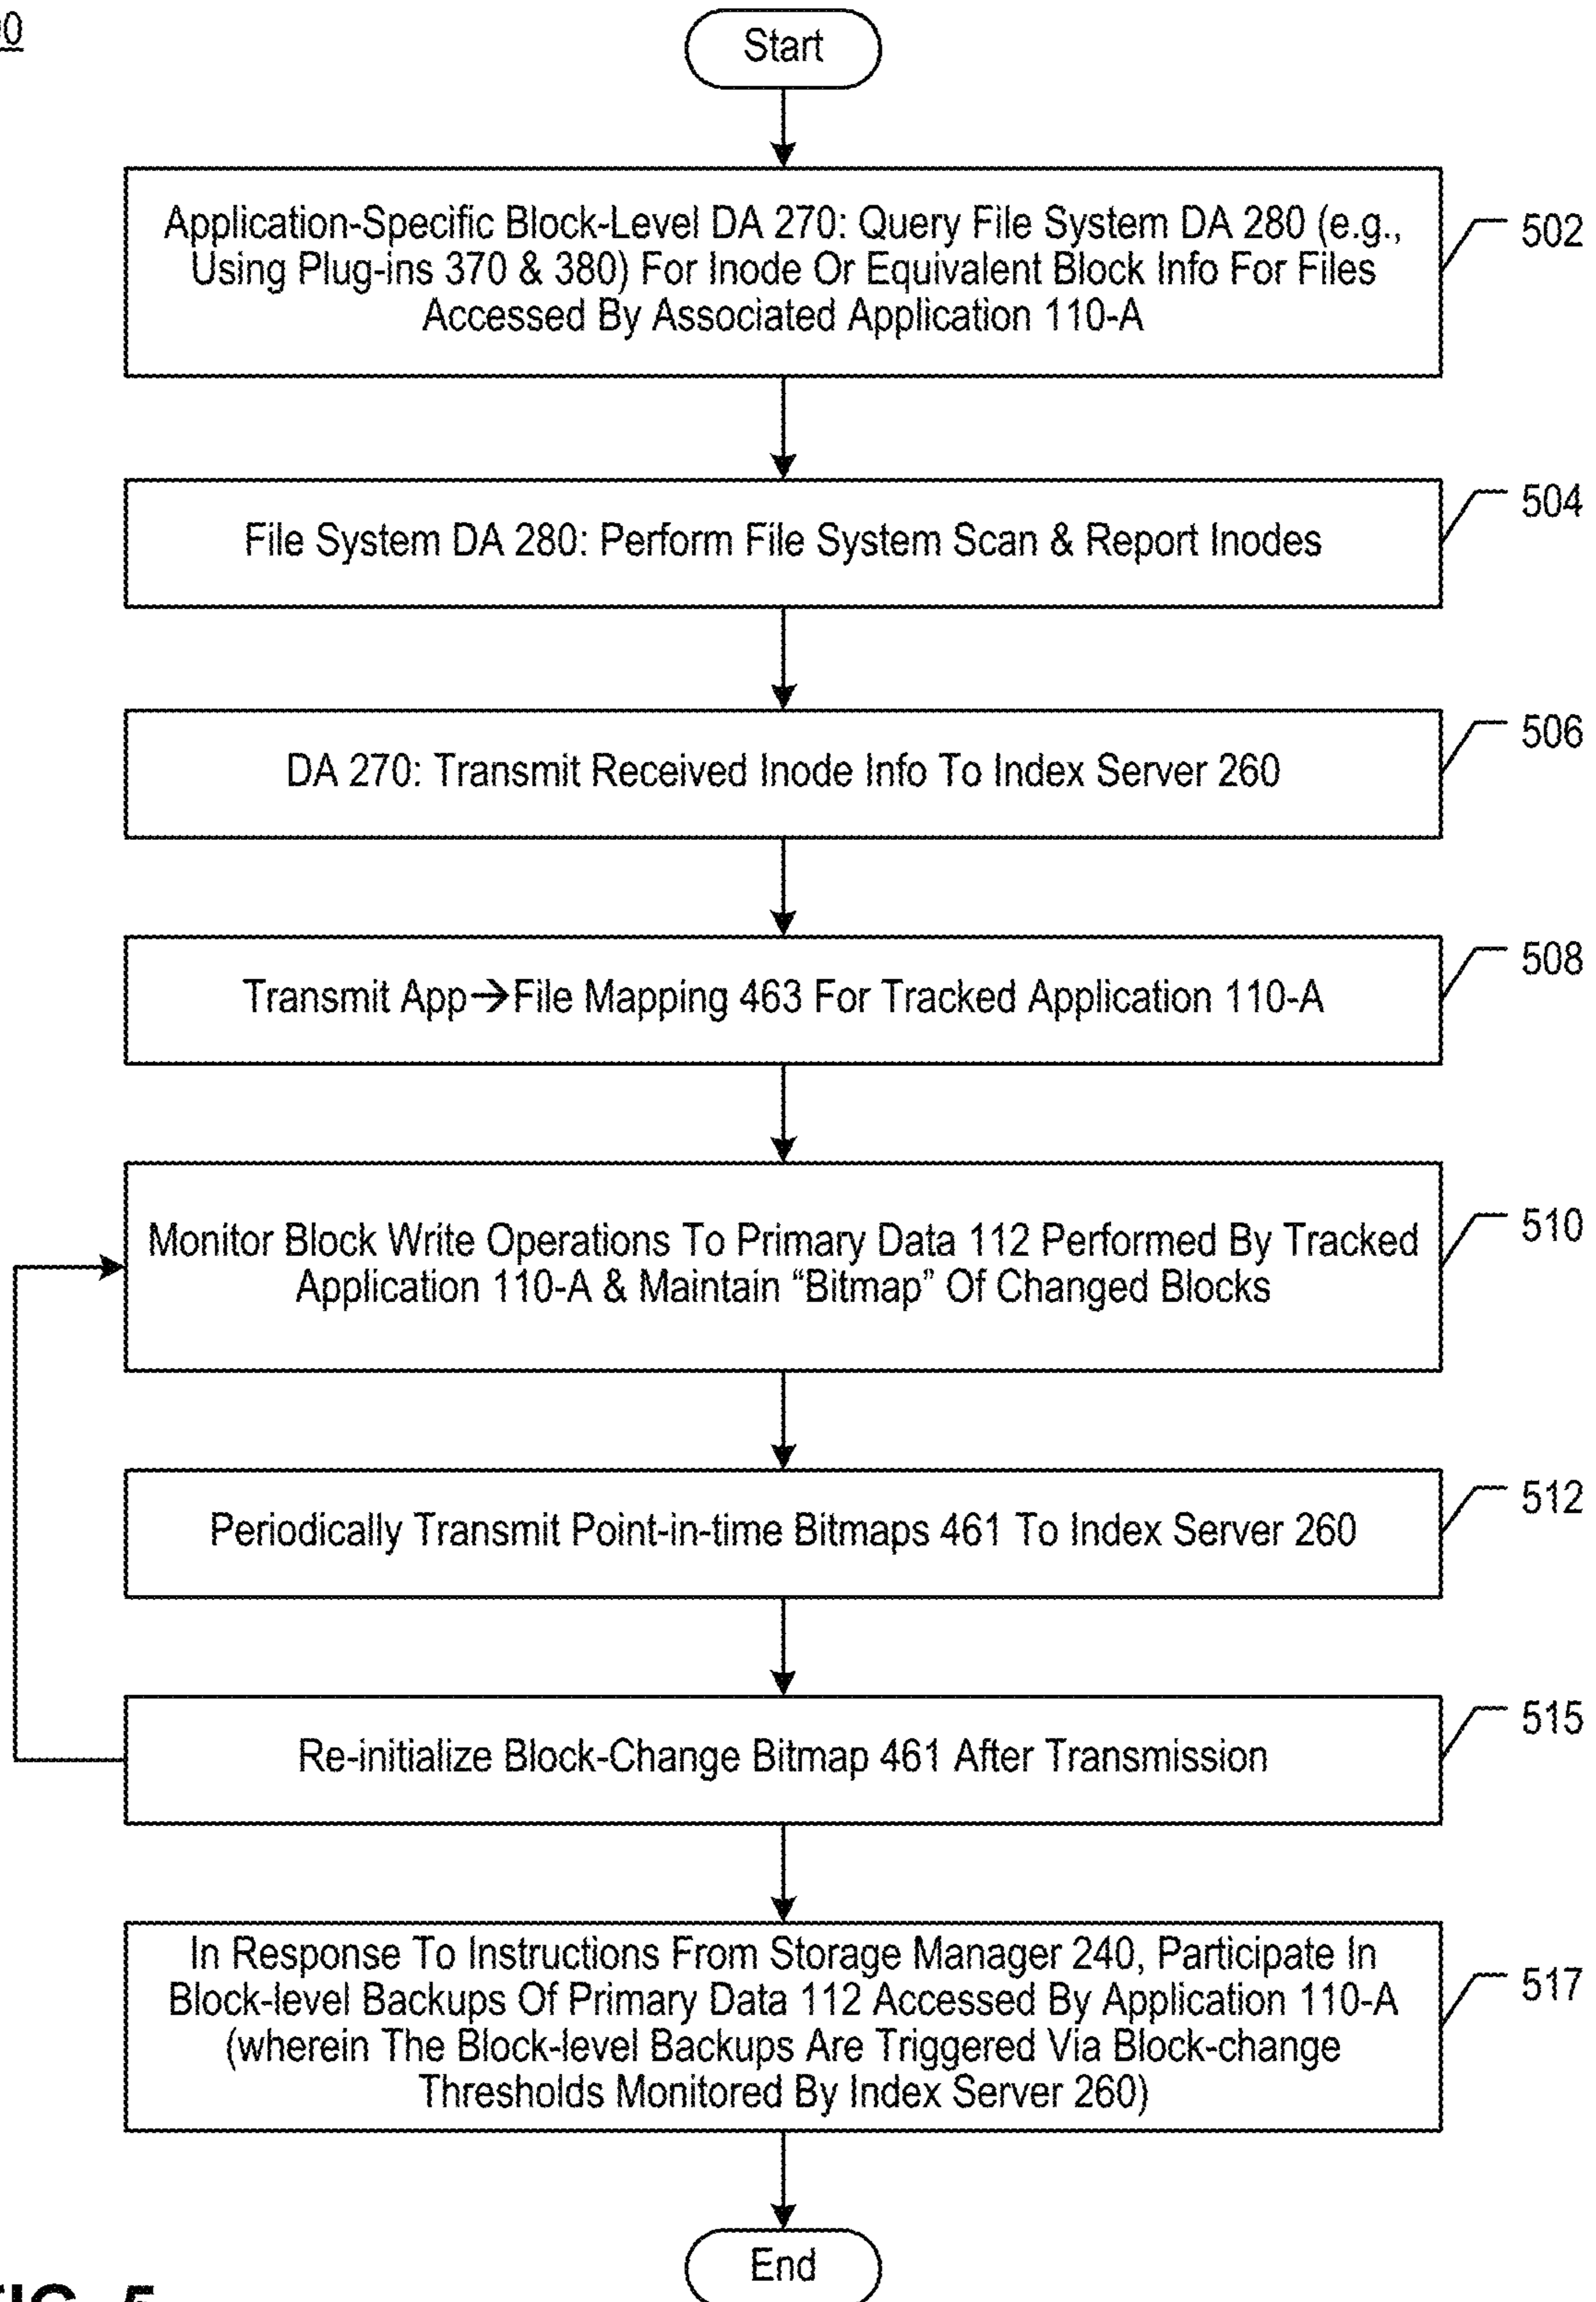 Start
Application-Specific Block-Level DA 270: Query File System DA 280 (e.g.,
Using Plug-ins 370 & 380) For Inode Or Equivalent Block Info For Files
Accessed By Associated Application 110-A
502
File System DA 280: Perform File System Scan & Report Inodes
504
DA 270: Transmit Received Inode Info To Index Server 260
506
Transmit App→File Mapping 463 For Tracked Application 110-A
508
Monitor Block Write Operations To Primary Data 112 Performed By Tracked
Application 110-A & Maintain “Bitmap” Of Changed Blocks
510
Periodically Transmit Point-in-time Bitmaps 461 To Index Server 260
512
Re-initialize Block-Change Bitmap 461 After Transmission
515
In Response To Instructions From Storage Manager 240, Participate In
Block-level Backups Of Primary Data 112 Accessed By Application 110-A
(wherein The Block-level Backups Are Triggered Via Block-change
Thresholds Monitored By Index Server 260)
517
End